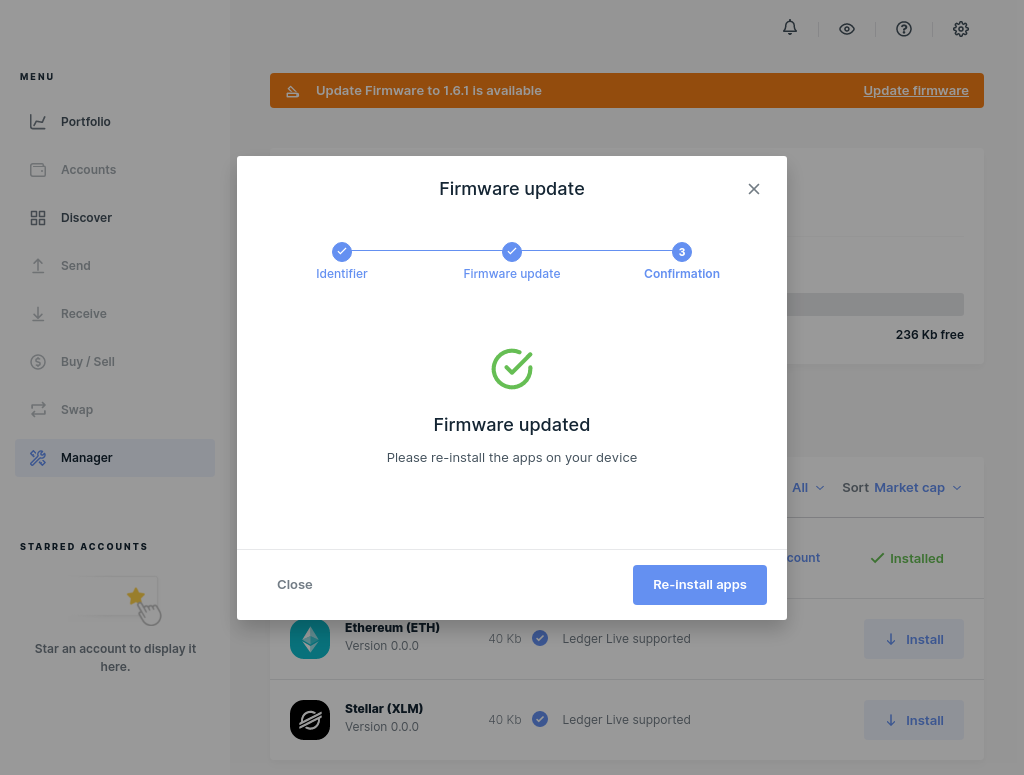 MENU
Portfolio
Accounts
Discover
Send
Receive
Buy / Sell
Swap
Manager
STARRED ACCOUNTS
Star an account to display it
here.
Update Firmware to 1.6.1 is available
Update firmware
236 Kb free
All
Sort Market cap
count
Installed
Ethereum (ETH)
Version 0.0.0
40 Kb
Ledger Live supported
Install
Stellar (XLM)
Version 0.0.0
40 Kb
Ledger Live supported
Install
Firmware update
Identifier
Firmware update
3
Confirmation
Firmware updated
Please re-install the apps on your device
Close
Re-install apps